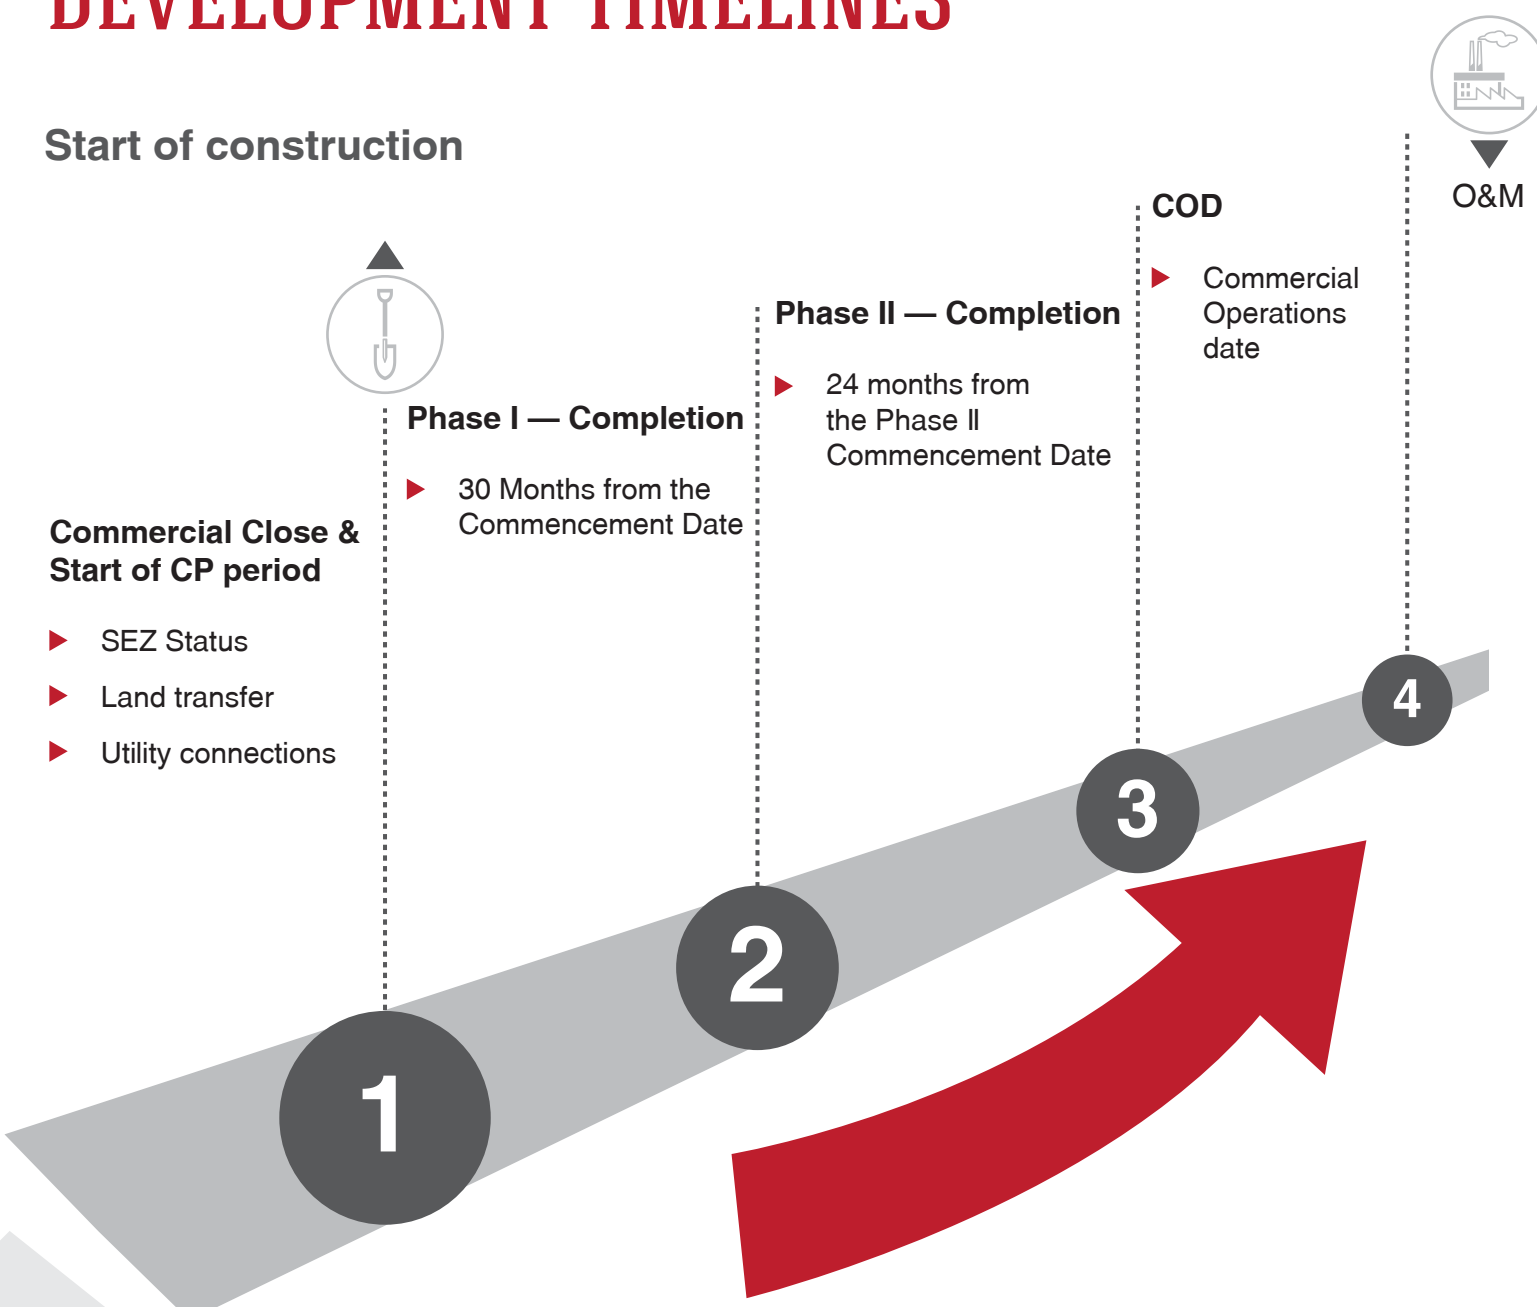 DEVELOPMENT TIMELINES
Start of construction
O&M
COD
Commercial
Operations
date
Phase II — Completion
24 months from
the Phase II
Commencement Date
Phase I — Completion
30 Months from the
Commencement Date
Commercial Close &
Start of CP period
SEZ Status
Land transfer
Utility connections
4
3
2
1